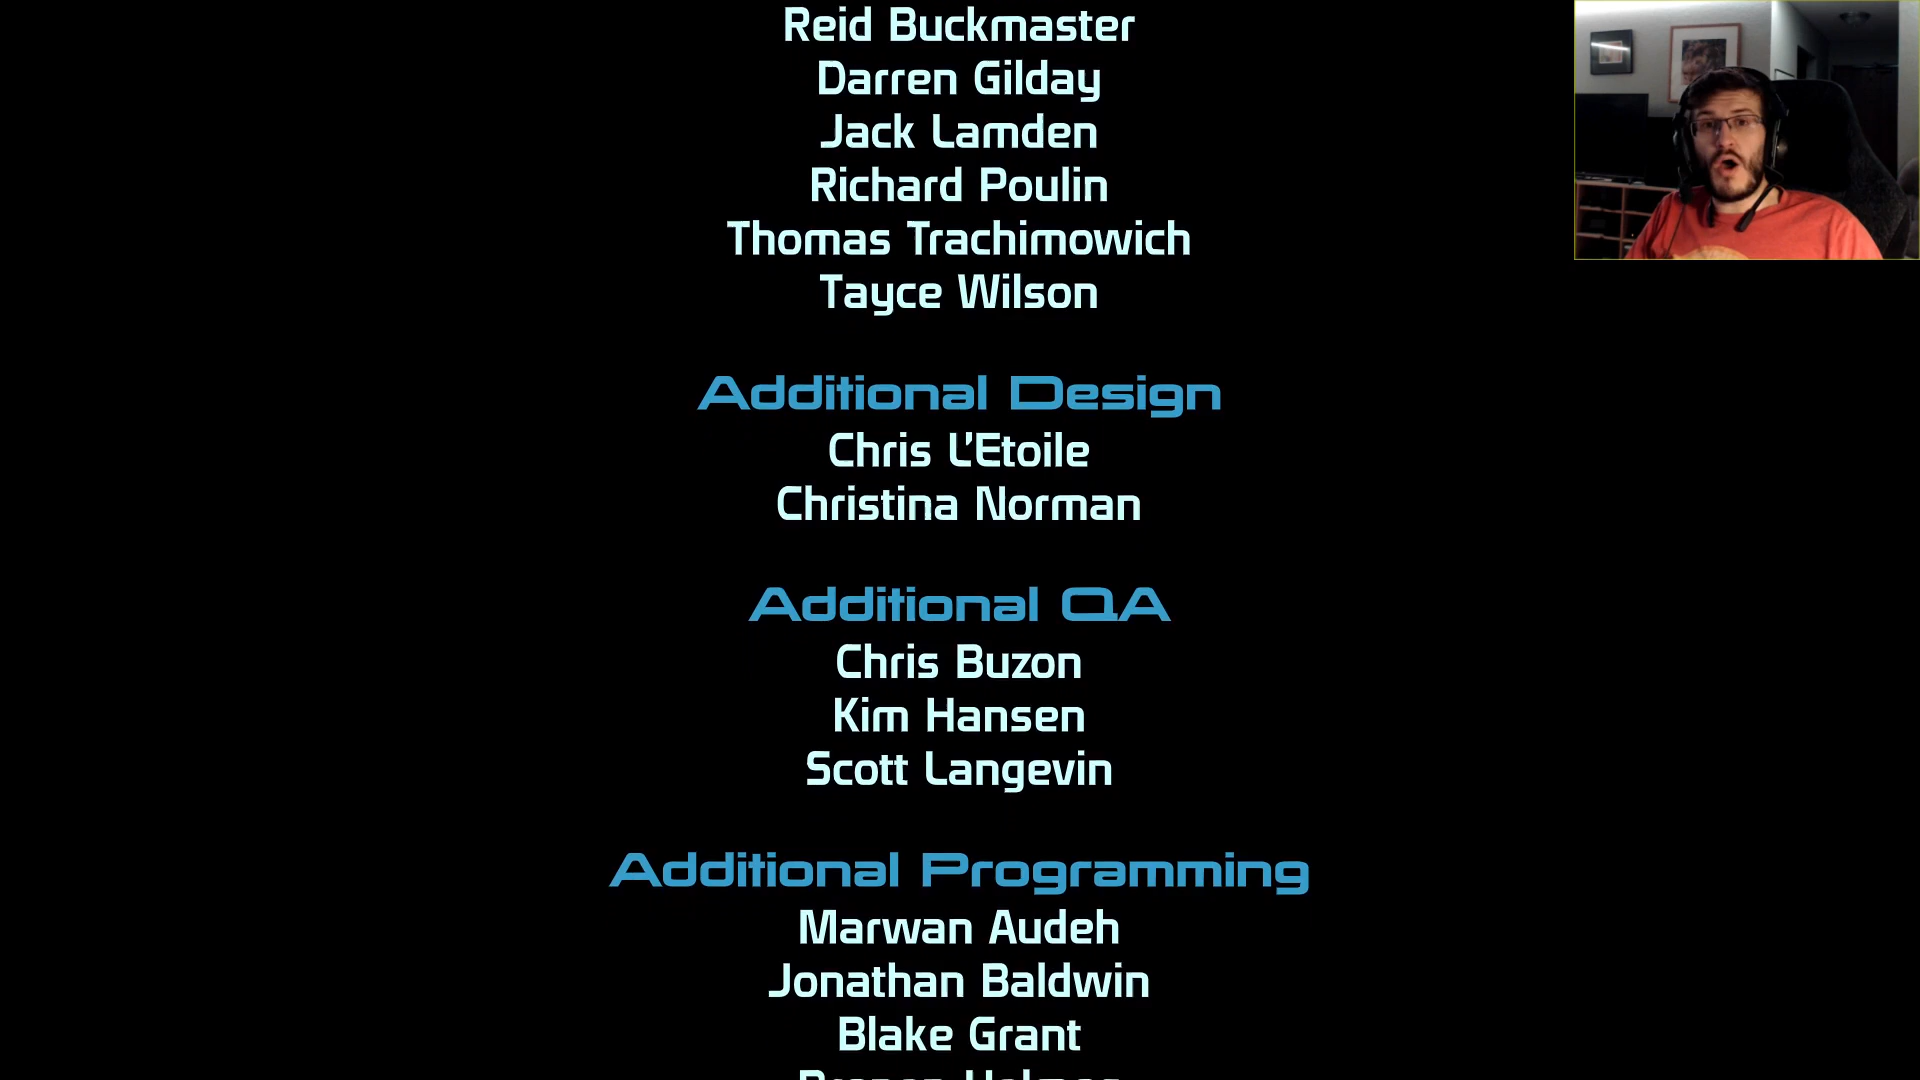 Reid Buckmaster
Darren Gilday
Jack Lamden
Richard Poulin
Thomas Trachimowich
Tayce Wilson
Additional Design
Chris L'Etoile
Christina Norman
Additional QA
Chris Buzon
Kim Hansen
Scott Langevin
Additional Programming
Marwan Audeh
Jonathan Baldwin
Blake Grant